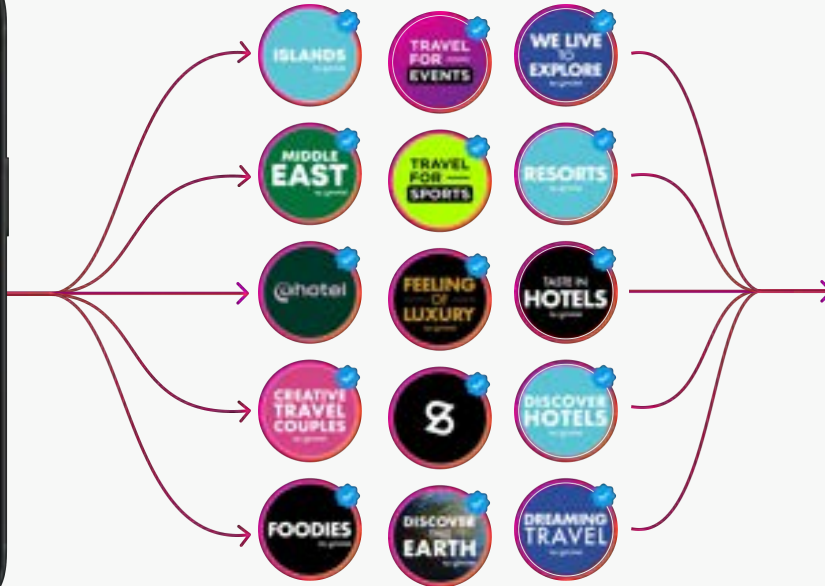 ISLANDS
TRAVEL
FOR
EVENTS
WE LIVE
TO
EXPLORE
MIDDLE
EAST
TRAVEL
FOR
SPORTS
RESORTS
@hotel
FEELING
OF
LUXURY
TASTE IN
HOTELS
CREATIVE
TRAVEL
COUPLES
DISCOVER
HOTELS
FOODIES
DISCOVER
EARTH
DREAMING
TRAVEL